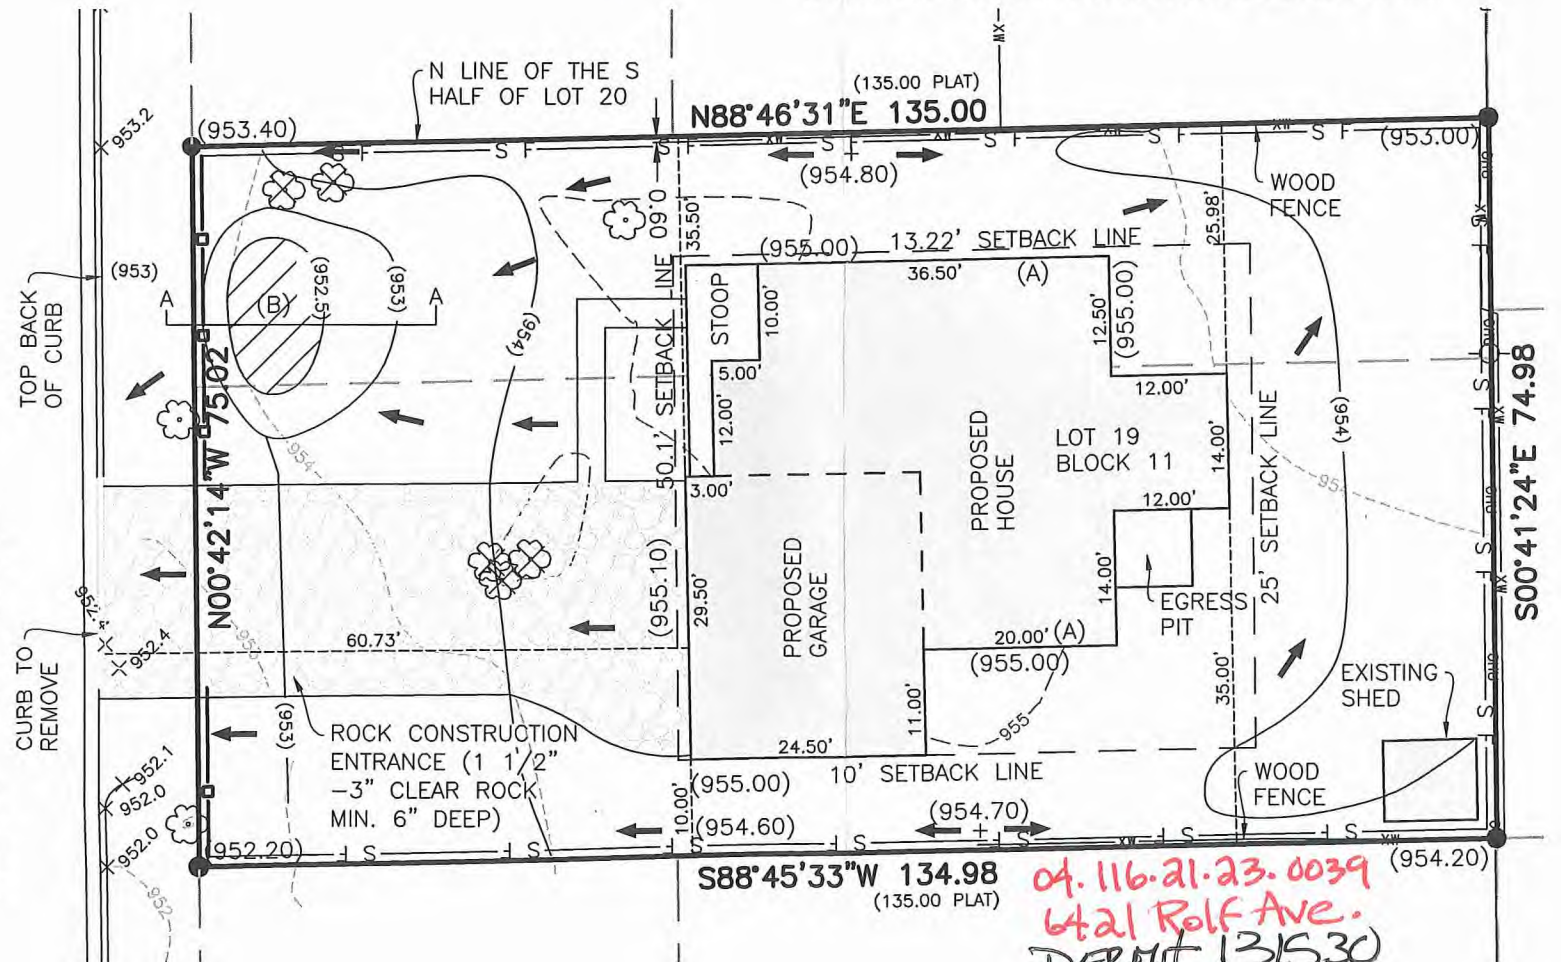 N LINE OF THE S
HALF OF LOT 20
(135.00 PLAT)
N88°46'31"E 135.00
953.2
(953.40)
(953.00)
(954.80)
WOOD
FENCE
0.60
35.50'
25.98'
(955.00)
13.22' SETBACK LINE
36.50'
(A)
TOP BACK
OF CURB
(953)
A
A
(B)
(952.5)
(953)
(954)
STOOP
10.00'
12.50'
(955.00)
5.00'
12.00'
12.00'
3.00'
50.1' SETBACK LINE
N00°42'14"W 75.02
954
PROPOSED
HOUSE
LOT 19
BLOCK 11
14.00'
12.00'
14.00'
25' SETBACK LINE
(954)
S00°41'24"E 74.98
OHU
OHU
OHU
OHU
PROPOSED
GARAGE
29.50'
(955.10)
60.73'
20.00'
(A)
(955.00)
EGRESS
PIT
35.00'
EXISTING
SHED
CURB TO
REMOVE
952.4
(953)
ROCK CONSTRUCTION
ENTRANCE (1 1/2"
-3" CLEAR ROCK
MIN. 6" DEEP)
11.00'
24.50'
955
10' SETBACK LINE
(955.00)
10.00'
(954.60)
(954.70)
WOOD
FENCE
952.1
952.0
952.0
952
(952.20)
(954.20)
S88°45'33"W 134.98
(135.00 PLAT)
04.116.21.23.0039
6421 Rolf Ave.
PERMIT 131530